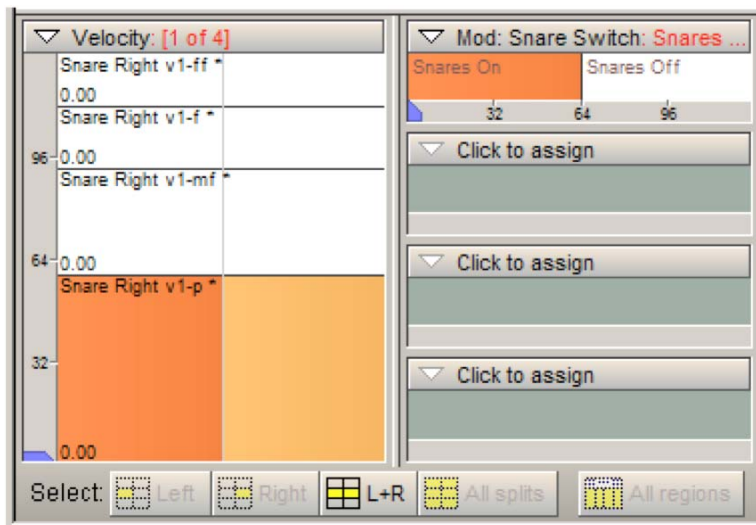 Velocity: [1 of 4]
Snare Right v1-ff *
0.00
Snare Right v1-f *
96
0.00
Snare Right v1-mf *
64
0.00
Snare Right v1-p *
32
0.00
Mod: Snare Switch: Snares ...
Snares On
Snares Off
32 64 96
Click to assign
Click to assign
Click to assign
Select: Left Right L+R All splits All regions